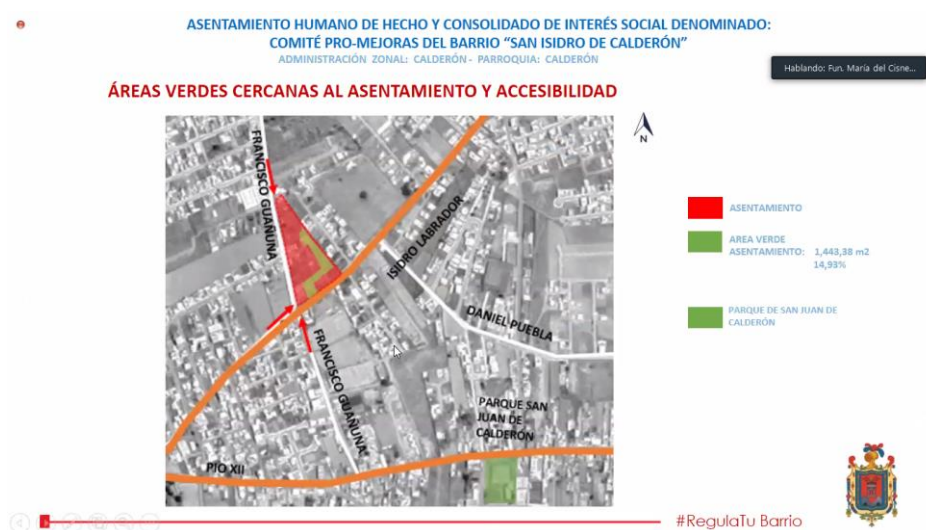 ASENTAMIENTO HUMANO DE HECHO Y CONSOLIDADO DE INTERÉS SOCIAL DENOMINADO:
COMITÉ PRO-MEJORAS DEL BARRIO “SAN ISIDRO DE CALDERÓN”
ADMINISTRACIÓN ZONAL: CALDERÓN - PARROQUIA: CALDERÓN
Hablando: Fun. María del Cisne...
ÁREAS VERDES CERCANAS AL ASENTAMIENTO Y ACCESIBILIDAD
N
FRANCISCO GUAÑUNA
ISIDRO LABRADOR
DANIEL PUEBLA
FRANCISCO GUAÑUNA
PARQUE SAN
JUAN DE
CALDERÓN
PIO XII
ASENTAMIENTO
AREA VERDE
ASENTAMIENTO: 1,443,38 m2
14,93%
PARQUE DE SAN JUAN DE
CALDERÓN
#RegulaTu Barrio